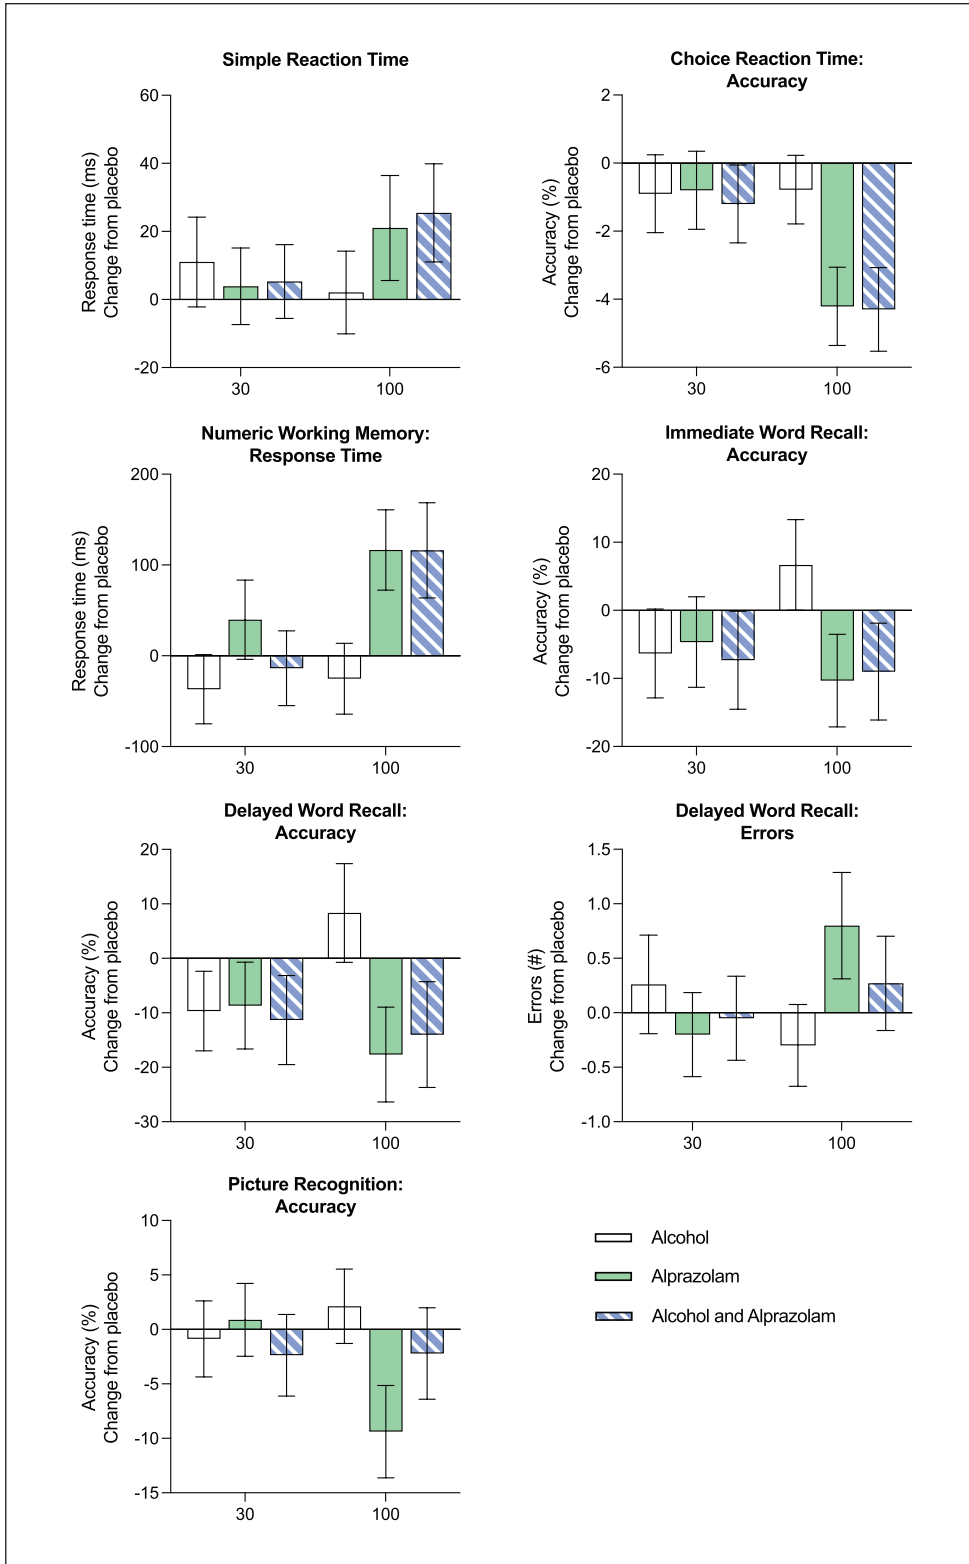 Simple Reaction Time
Response time (ms)
Change from placebo
60
40
20
0
-20
30
100
Choice Reaction Time:
Accuracy
Accuracy (%)
Change from placebo
2
0
-2
-4
-6
30
100
Numeric Working Memory:
Response Time
Response time (ms)
Change from placebo
200
100
0
-100
30
100
Immediate Word Recall:
Accuracy
Accuracy (%)
Change from placebo
20
10
0
-10
-20
30
100
Delayed Word Recall:
Accuracy
Accuracy (%)
Change from placebo
20
10
0
-10
-20
-30
30
100
Delayed Word Recall:
Errors
Errors (#)
Change from placebo
1.5
1.0
0.5
0.0
-0.5
-1.0
30
100
Picture Recognition:
Accuracy
Accuracy (%)
Change from placebo
10
5
0
-5
-10
-15
30
100
Alcohol
Alprazolam
Alcohol and Alprazolam